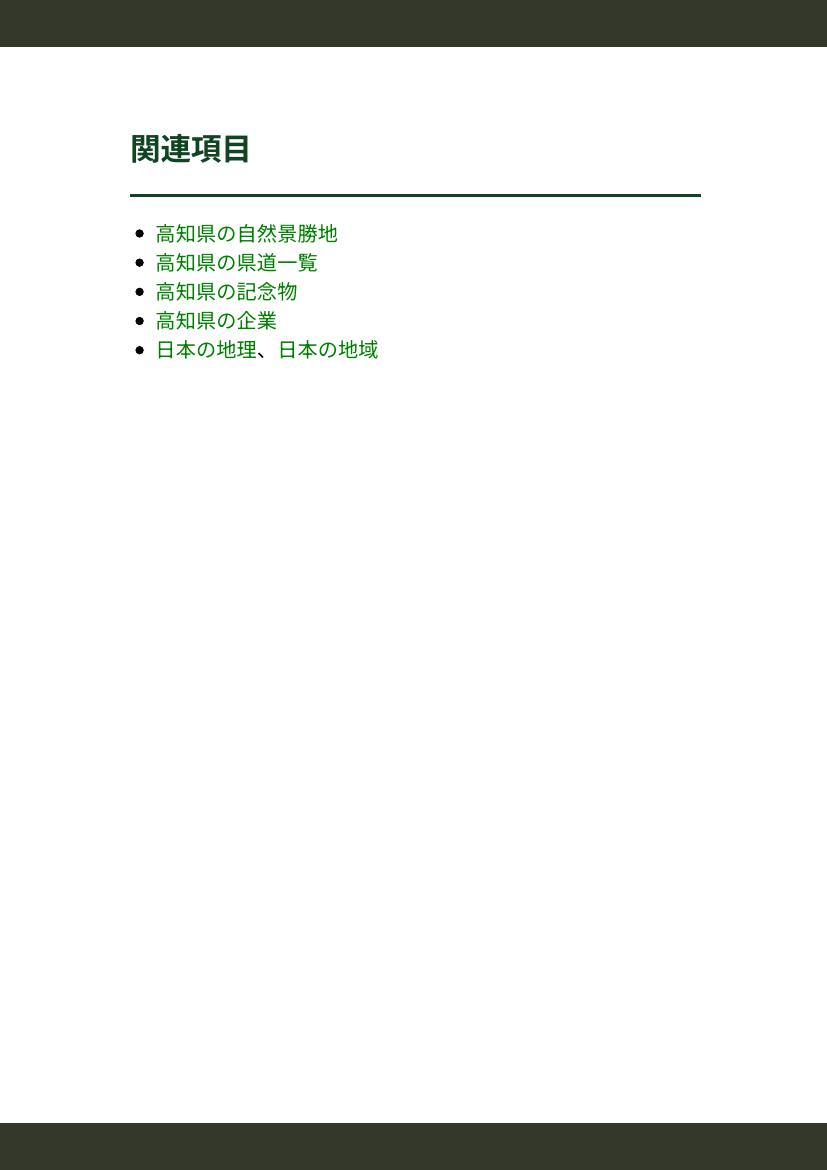 関連項目
高知県の自然景勝地
高知県の県道一覧
高知県の記念物
高知県の企業
日本の地理、日本の地域